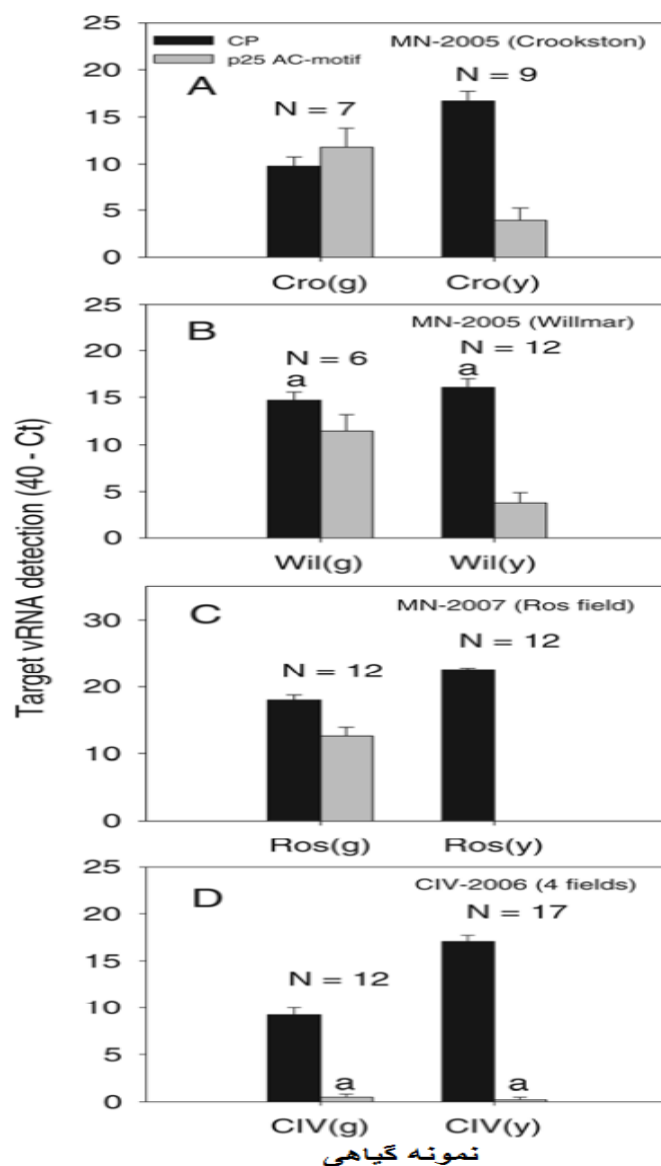 Target vRNA detection (40 - Ct)
25
20
15
10
5
0
CP
p25 AC-motif
MN-2005 (Crookston)
A
N = 7
N = 9
Cro(g)
Cro(y)
25
20
15
10
5
0
B
MN-2005 (Willmar)
N = 6
a
N = 12
a
Wil(g)
Wil(y)
30
20
10
0
C
MN-2007 (Ros field)
N = 12
N = 12
Ros(g)
Ros(y)
25
20
15
10
5
0
D
CIV-2006 (4 fields)
N = 12
N = 17
a
a
CIV(g)
CIV(y)
نمونه گیاهی